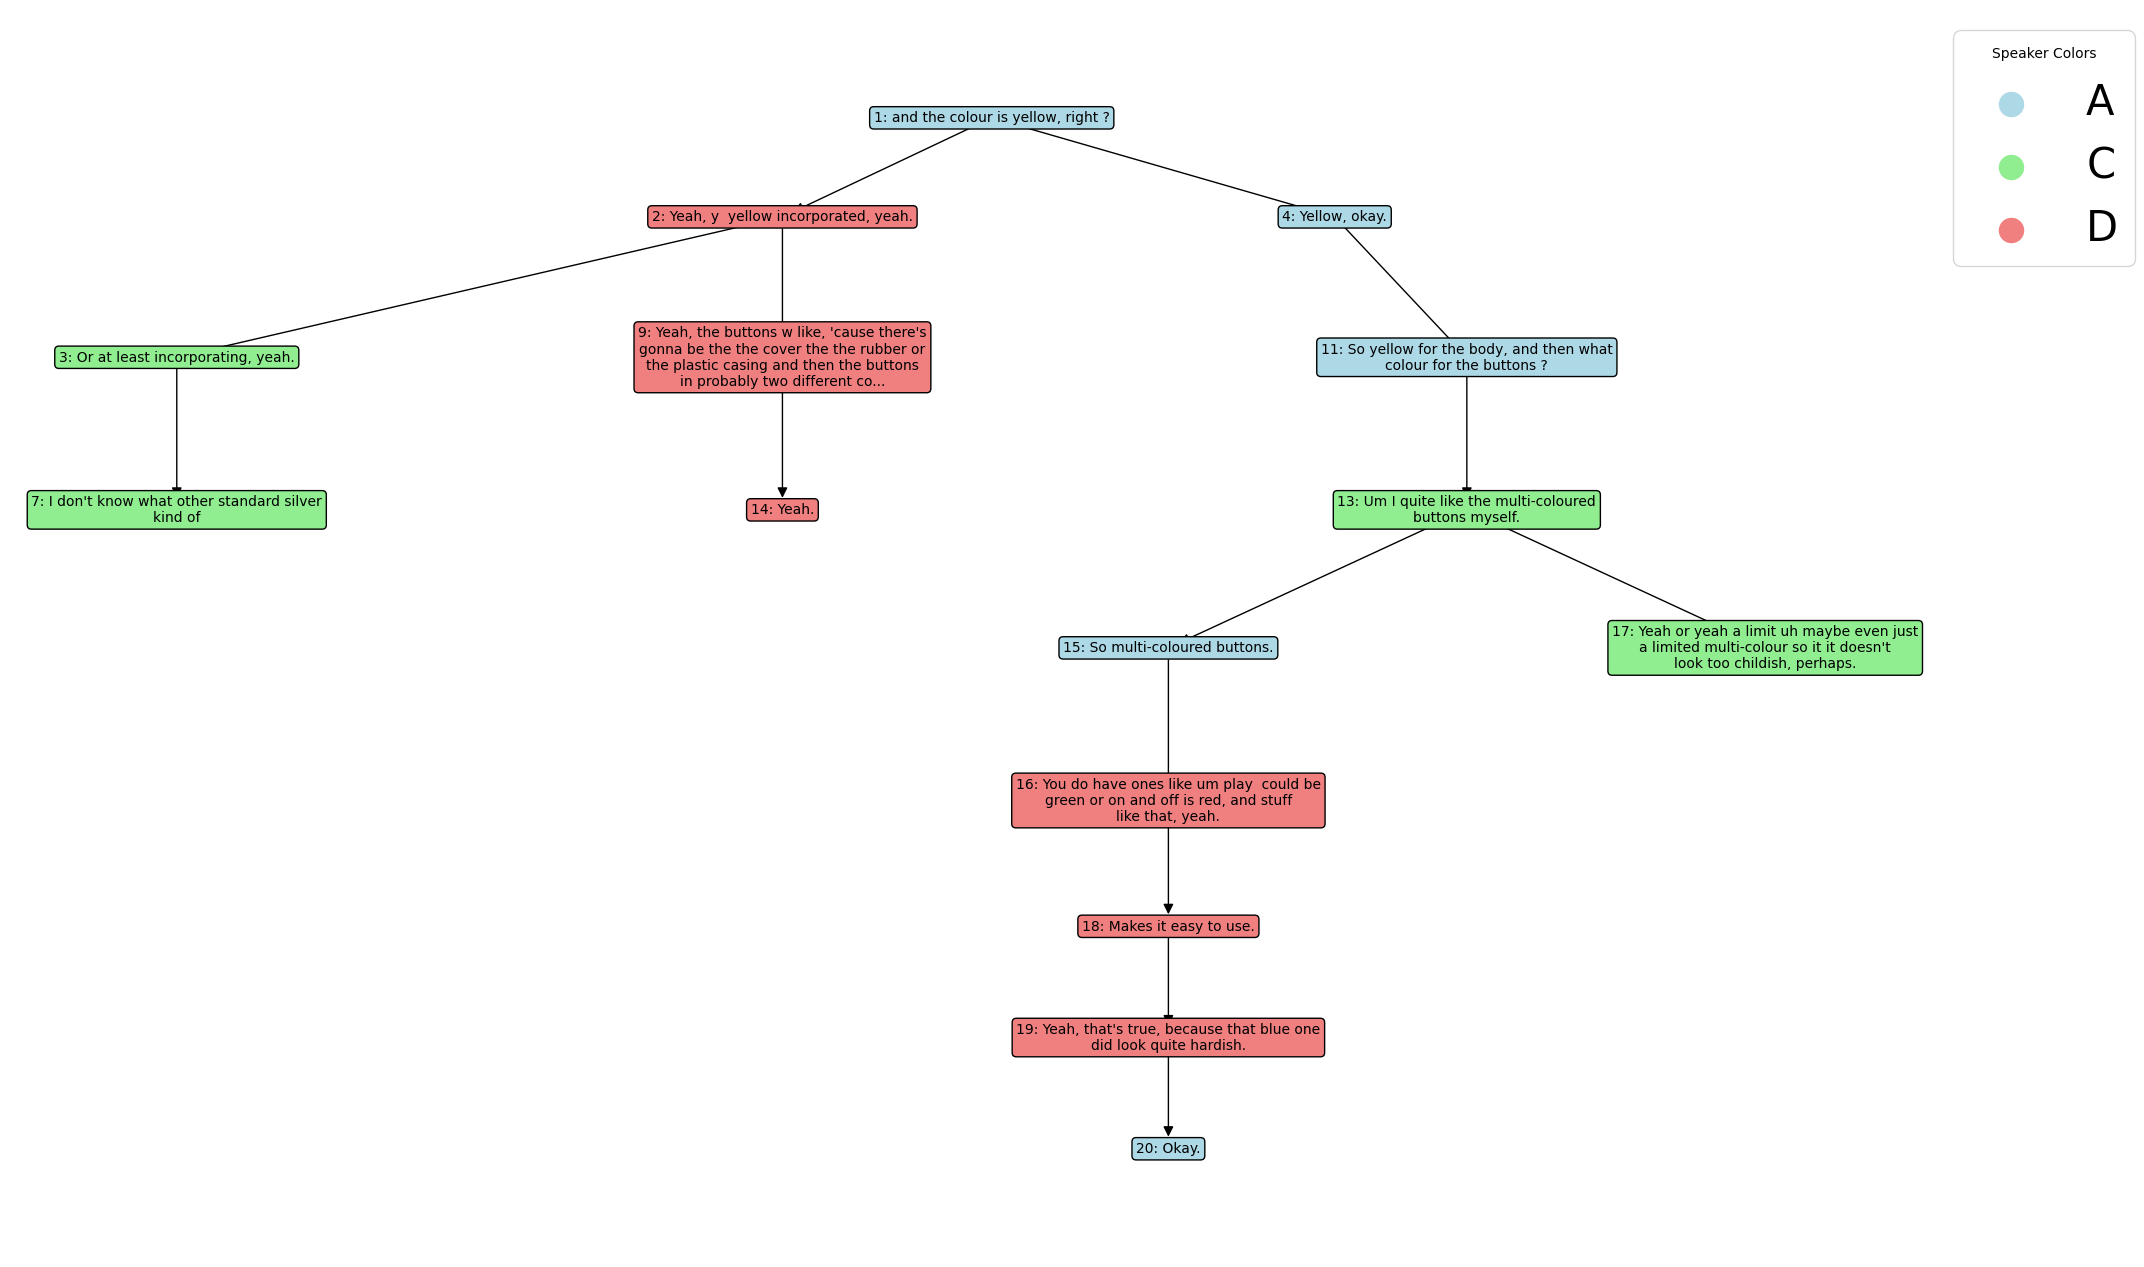 Speaker Colors
A
C
D
1: and the colour is yellow, right ?
2: Yeah, y  yellow incorporated, yeah.
4: Yellow, okay.
3: Or at least incorporating, yeah.
9: Yeah, the buttons w like, 'cause there's
gonna be the the cover the the rubber or
the plastic casing and then the buttons
in probably two different co...
11: So yellow for the body, and then what
colour for the buttons ?
7: I don't know what other standard silver
kind of
14: Yeah.
13: Um I quite like the multi-coloured
buttons myself.
15: So multi-coloured buttons.
17: Yeah or yeah a limit uh maybe even just
a limited multi-colour so it it doesn't
look too childish, perhaps.
16: You do have ones like um play  could be
green or on and off is red, and stuff
like that, yeah.
18: Makes it easy to use.
19: Yeah, that's true, because that blue one
did look quite hardish.
20: Okay.